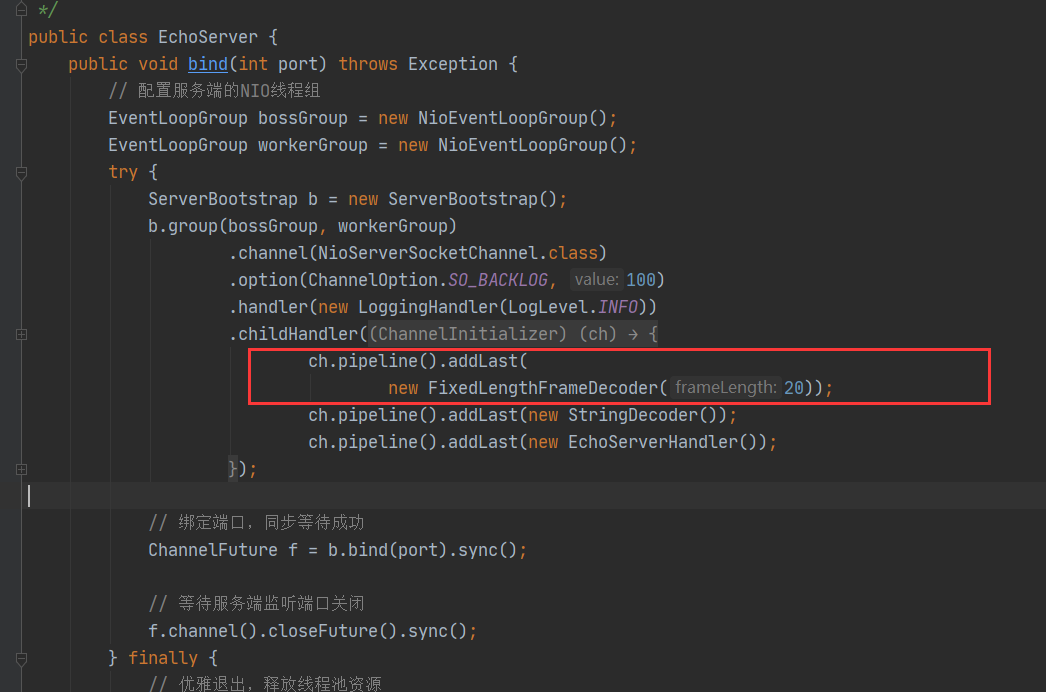 */
public class EchoServer {
    public void bind(int port) throws Exception {
        // 配置服务端的NIO线程组
        EventLoopGroup bossGroup = new NioEventLoopGroup();
        EventLoopGroup workerGroup = new NioEventLoopGroup();
        try {
            ServerBootstrap b = new ServerBootstrap();
            b.group(bossGroup, workerGroup)
                    .channel(NioServerSocketChannel.class)
                    .option(ChannelOption.SO_BACKLOG, value: 100)
                    .handler(new LoggingHandler(LogLevel.INFO))
                    .childHandler((ChannelInitializer) (ch) → {
                            ch.pipeline().addLast(
                                    new FixedLengthFrameDecoder( frameLength: 20));
                            ch.pipeline().addLast(new StringDecoder());
                            ch.pipeline().addLast(new EchoServerHandler());
                    });
            // 绑定端口，同步等待成功
            ChannelFuture f = b.bind(port).sync();
            // 等待服务端监听端口关闭
            f.channel().closeFuture().sync();
        } finally {
            // 优雅退出，释放线程池资源